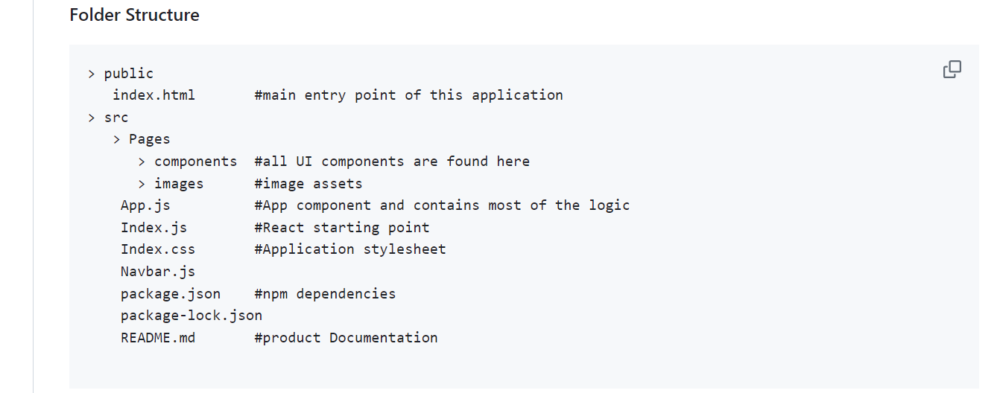 Folder Structure
> public
   index.html       #main entry point of this application
> src
   > Pages
      > components  #all UI components are found here
      > images      #image assets
    App.js          #App component and contains most of the logic
    Index.js        #React starting point
    Index.css       #Application stylesheet
    Navbar.js
    package.json    #npm dependencies
    package-lock.json
    README.md       #product Documentation